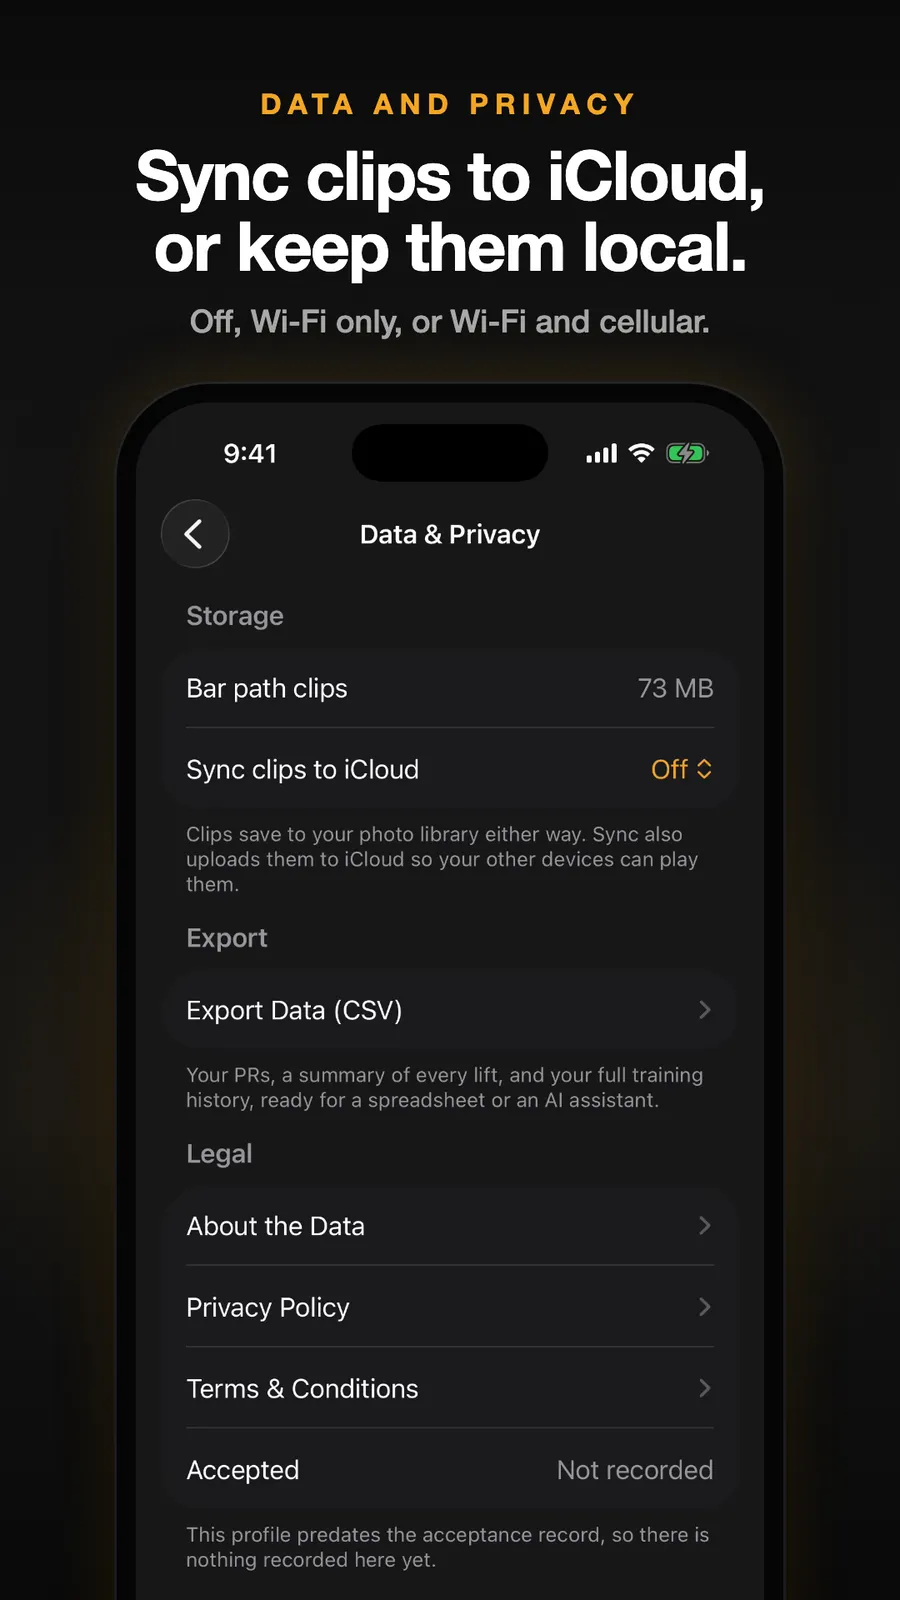 DATA AND PRIVACY
Sync clips to iCloud,
or keep them local.
Off, Wi-Fi only, or Wi-Fi and cellular.
9:41
Data & Privacy
Storage
Bar path clips 73 MB
Sync clips to iCloud Off
Clips save to your photo library either way. Sync also
uploads them to iCloud so your other devices can play
them.
Export
Export Data (CSV)
Your PRs, a summary of every lift, and your full training
history, ready for a spreadsheet or an AI assistant.
Legal
About the Data
Privacy Policy
Terms & Conditions
Accepted Not recorded
This profile predates the acceptance record, so there is
nothing recorded here yet.